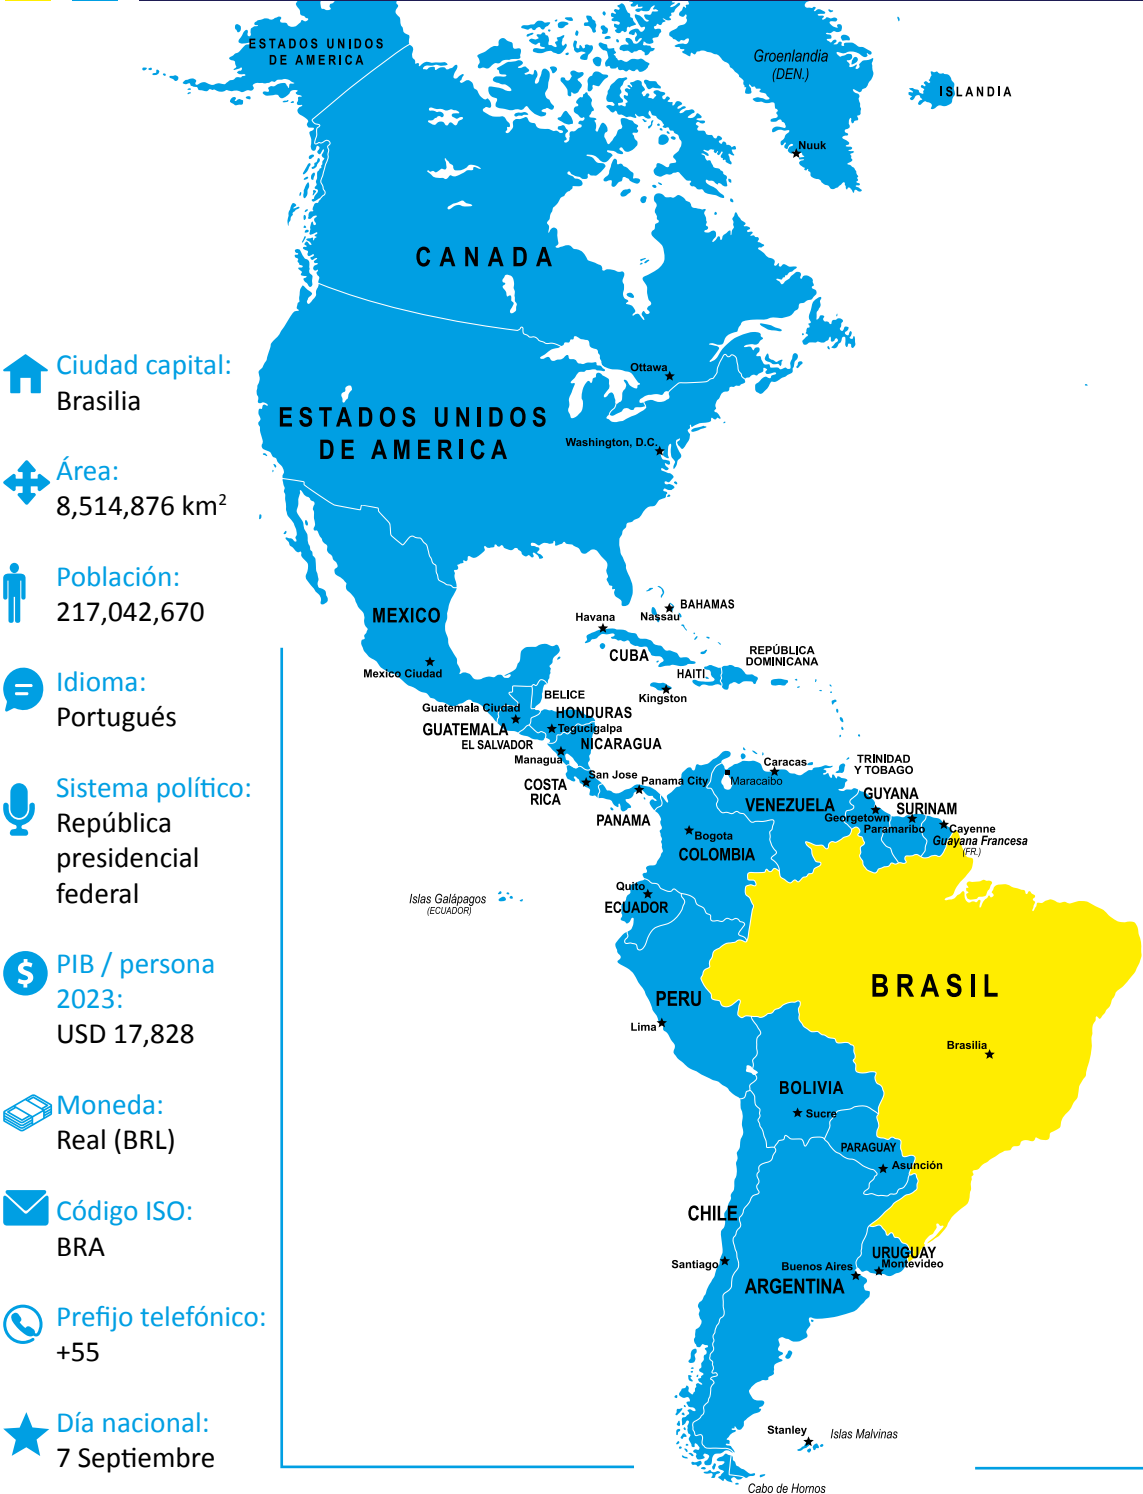 ESTADOS UNIDOS
DE AMERICA
Groenlandia
(DEN.)
ISLANDIA
Nuuk
CANADA
Ottawa
ESTADOS UNIDOS
DE AMERICA
Washington, D.C.
Ciudad capital:
Brasilia
Área:
8,514,876 km²
Población:
217,042,670
Idioma:
Portugués
Sistema político:
República
presidencial
federal
PIB / persona
2023:
USD 17,828
Moneda:
Real (BRL)
Código ISO:
BRA
Prefijo telefónico:
+55
Día nacional:
7 Septiembre
MEXICO
Mexico Ciudad
Havana
Nassau
BAHAMAS
CUBA
REPÚBLICA
DOMINICANA
HAITI
Kingston
BELICE
Guatemala Ciudad
HONDURAS
GUATEMALA
Tegucigalpa
EL SALVADOR
NICARAGUA
Managua
San Jose
COSTA
RICA
Panama City
PANAMA
Caracas
Maracaibo
TRINIDAD
Y TOBAGO
VENEZUELA
GUYANA
SURINAM
Georgetown
Paramaribo
Cayenne
Guayana Francesa
(FR.)
Bogota
COLOMBIA
Quito
ECUADOR
Islas Galápagos
(ECUADOR)
PERU
Lima
BRASIL
Brasilia
BOLIVIA
Sucre
PARAGUAY
Asunción
CHILE
Santiago
URUGUAY
Montevideo
Buenos Aires
ARGENTINA
Stanley
Islas Malvinas
Cabo de Hornos